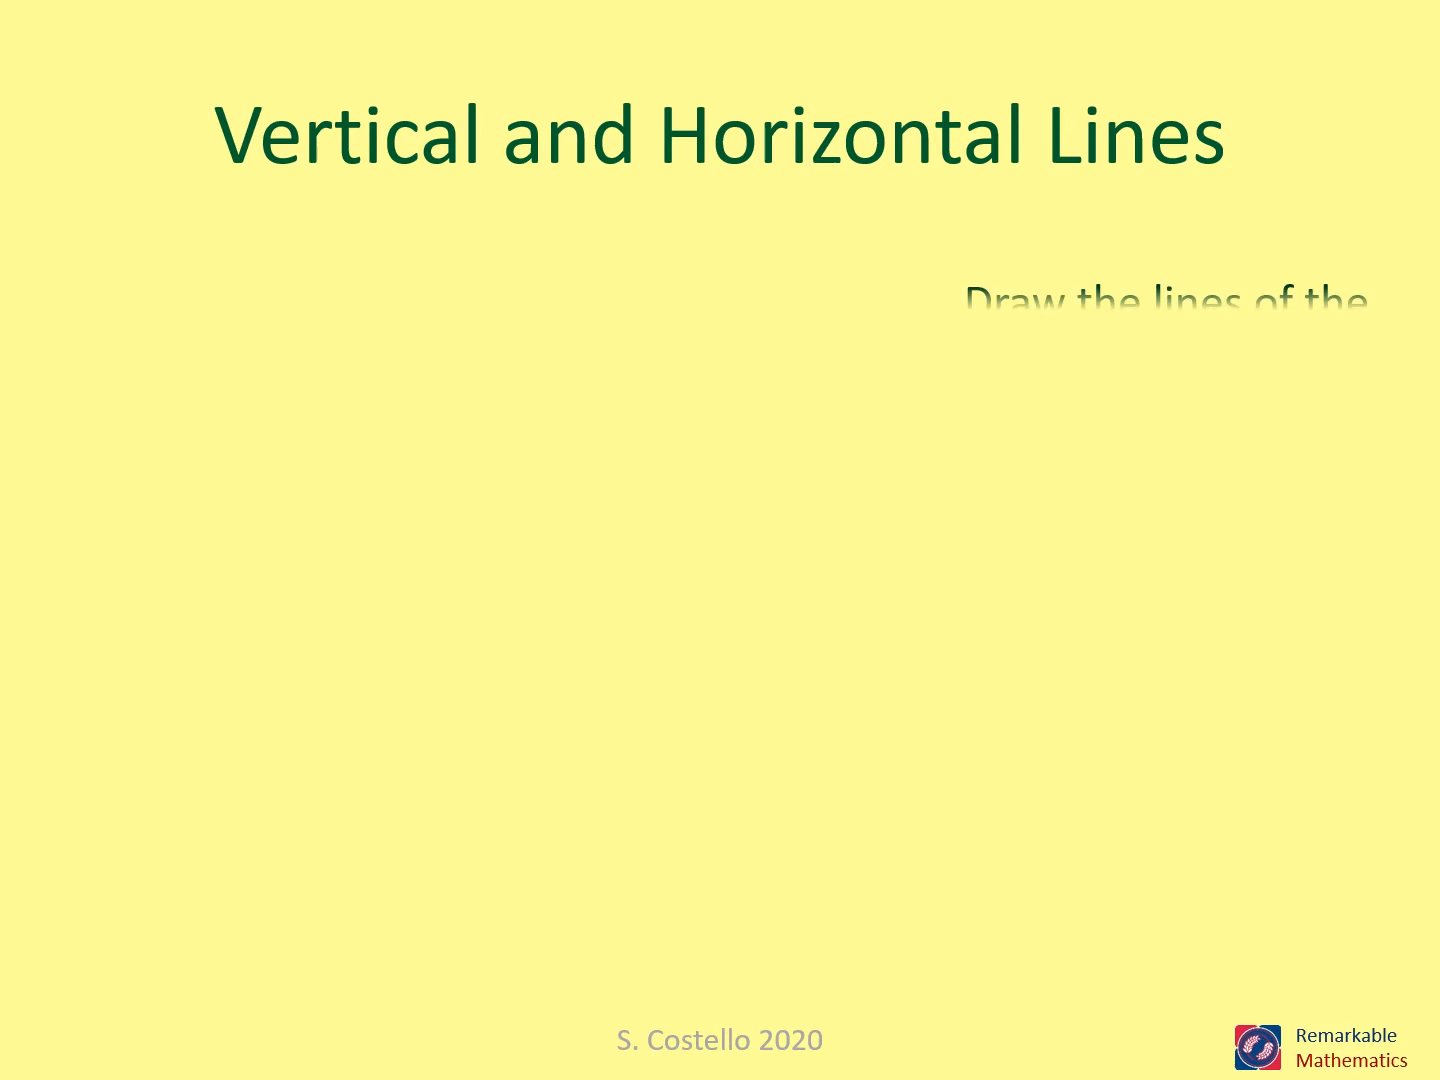 Vertical and Horizontal Lines
Draw the lines of the
S. Costello 2020
Remarkable
Mathematics